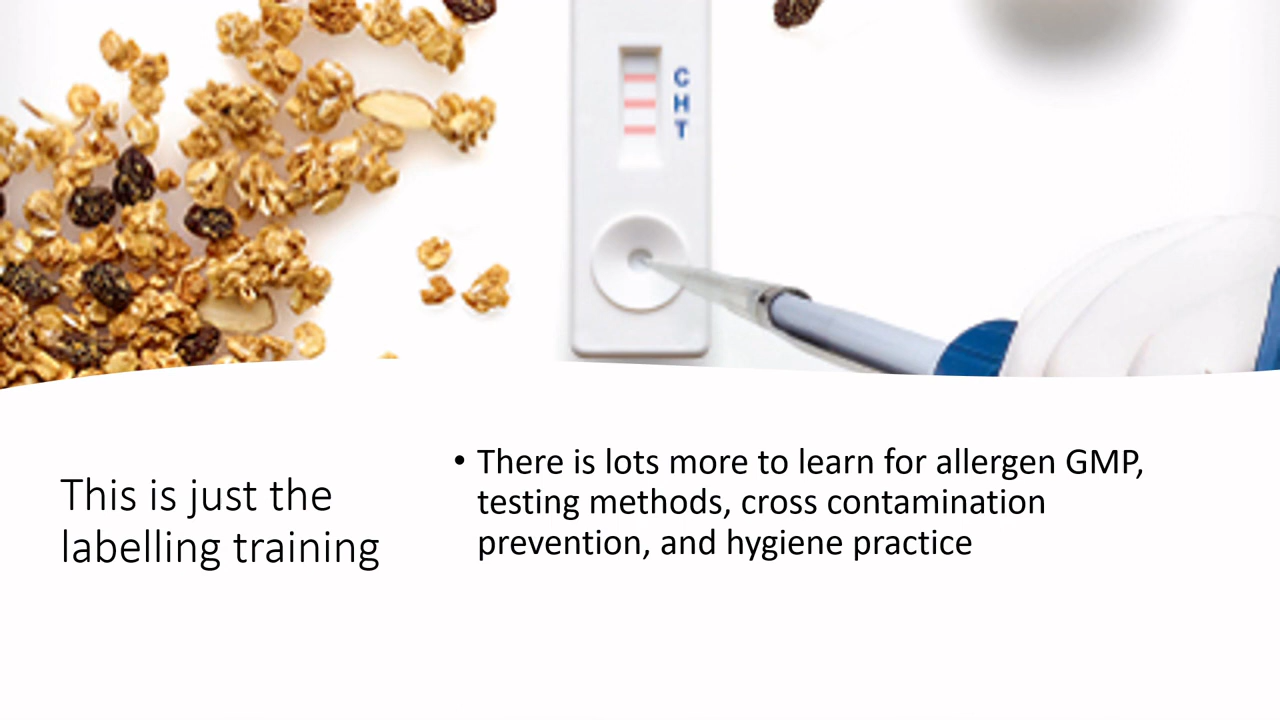 C
H
T
This is just the
labelling training
• There is lots more to learn for allergen GMP,
testing methods, cross contamination
prevention, and hygiene practice